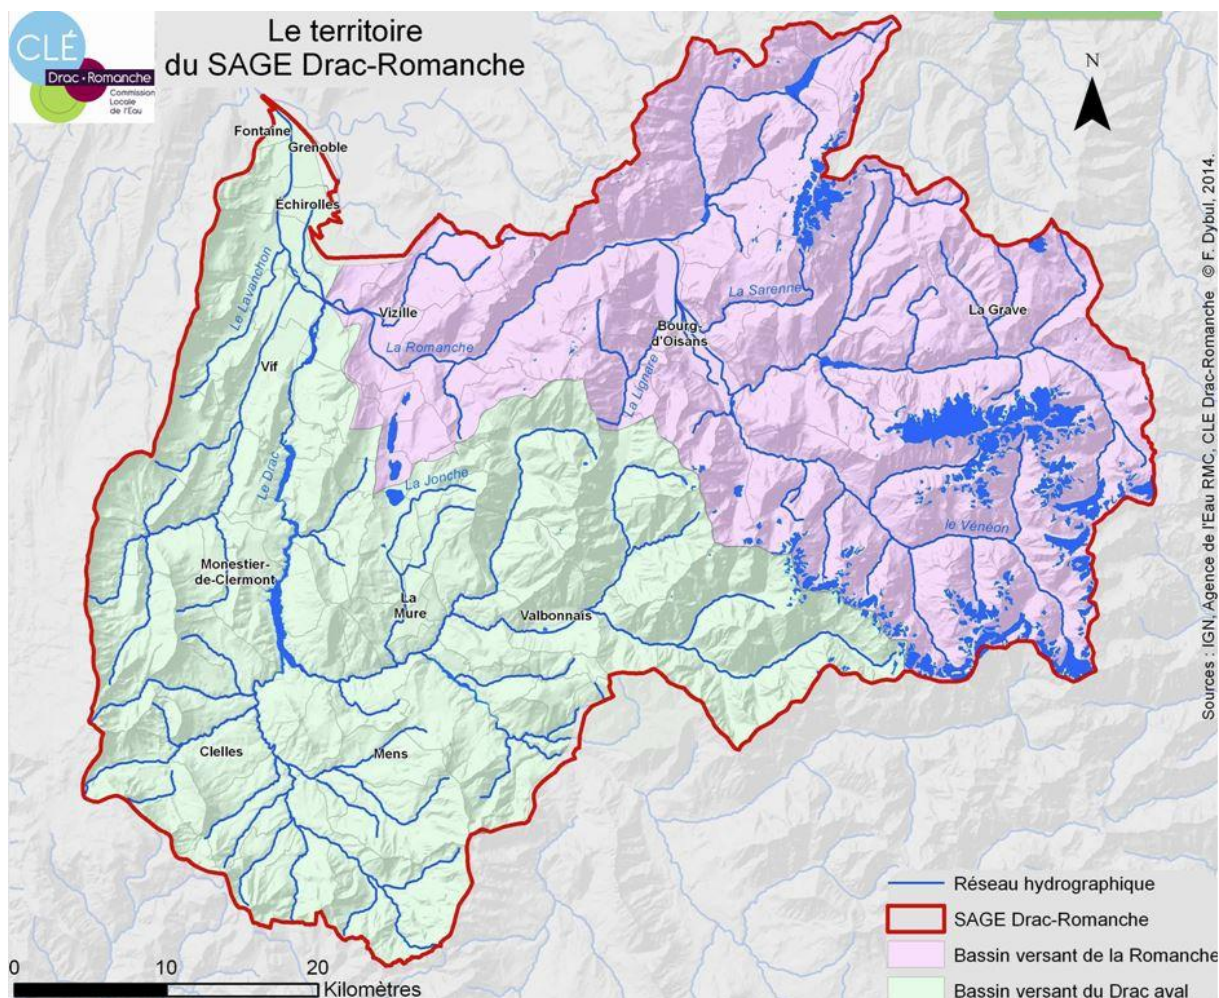 CLÉ
Drac • Romanche
Commission
Locale
de l'Eau
Le territoire
du SAGE Drac-Romanche
N
Fontaine
Grenoble
Échirolles
Le Lavanchon
Vizille
La Romanche
Vif
Le Drac
La Sarenne
Bourg-
d'Oisans
La Lignare
La Grave
La Jonche
le Vénéon
Monestier-
de-Clermont
La
Mure
Valbonnais
Clelles
Mens
Sources : IGN, Agence de l'Eau RMC, CLE Drac-Romanche © F. Dybul, 2014.
Réseau hydrographique
SAGE Drac-Romanche
Bassin versant de la Romanche
Bassin versant du Drac aval
0 10 20
Kilomètres